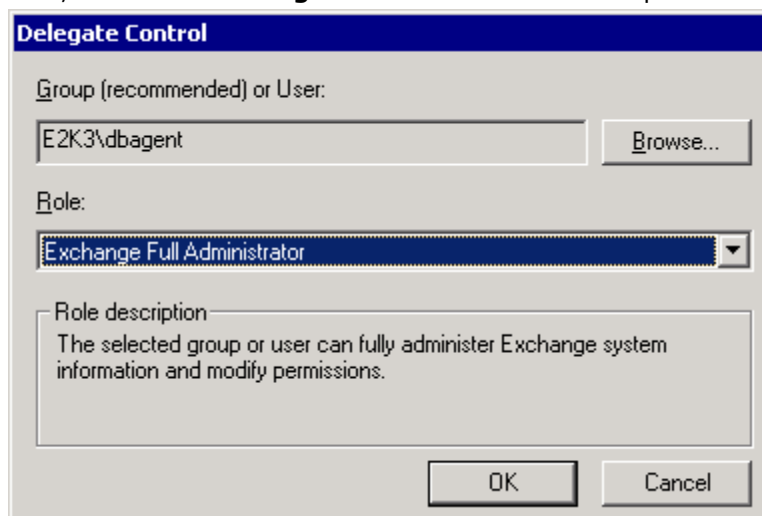 Delegate Control
Group (recommended) or User:
E2K3\dbagent
Browse...
Role:
Exchange Full Administrator
Role description
The selected group or user can fully administer Exchange system
information and modify permissions.
OK
Cancel